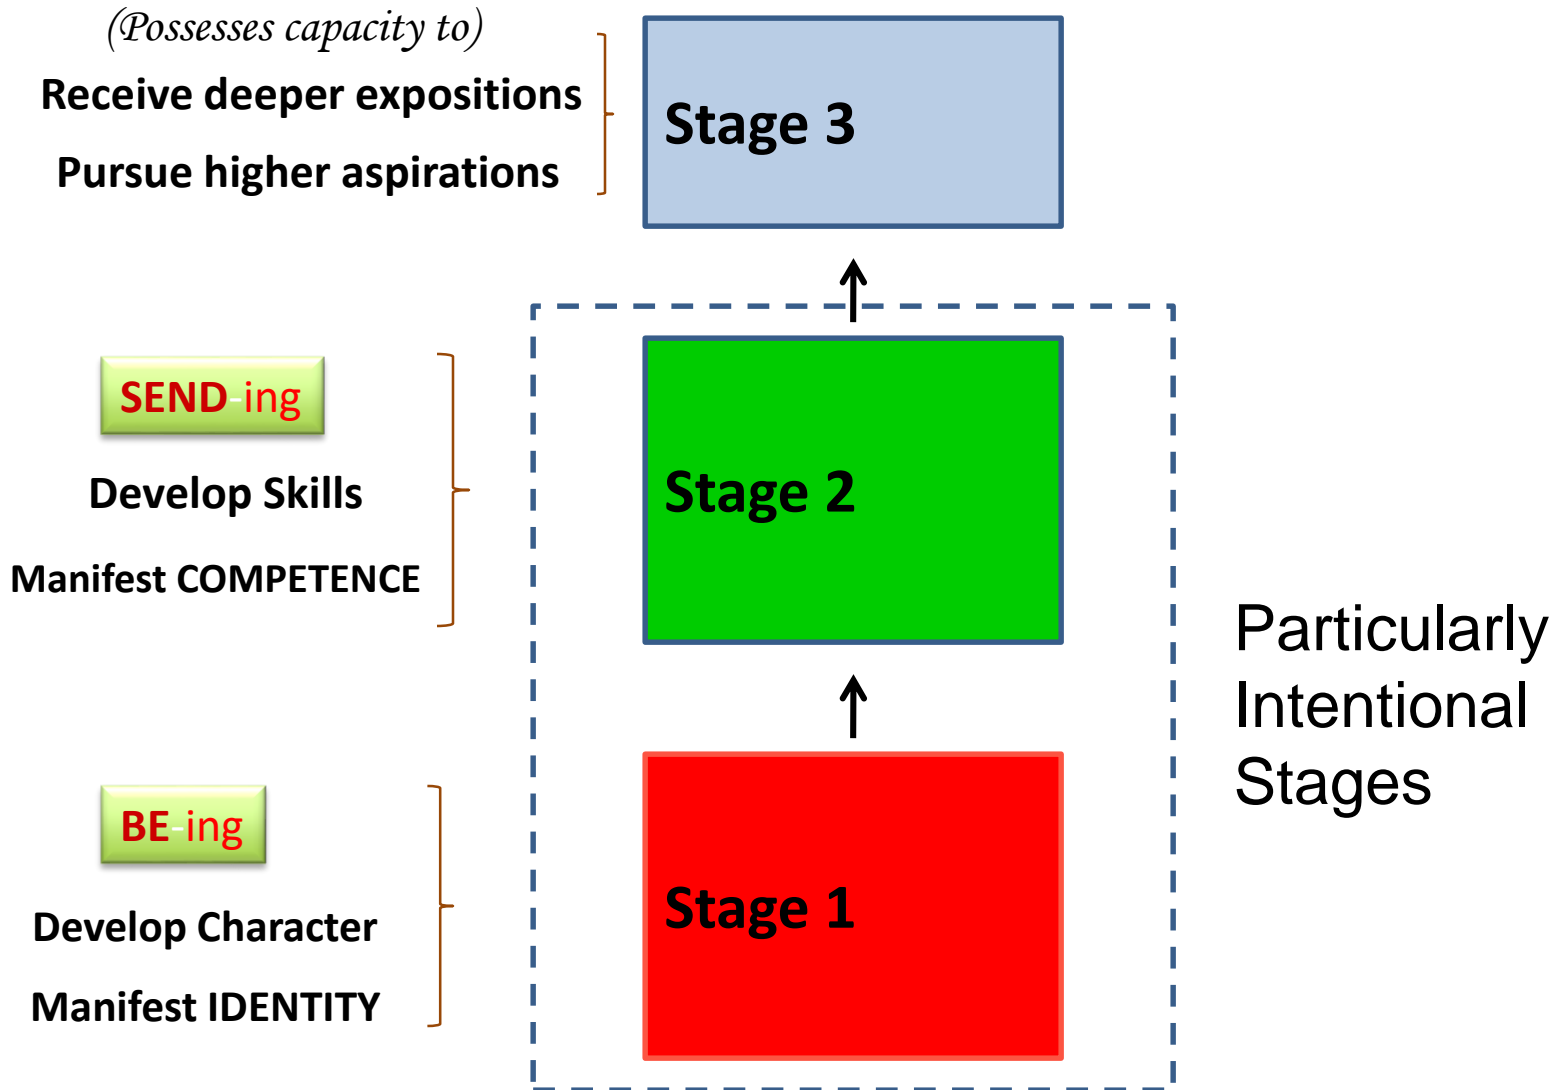 (Possesses capacity to)
Receive deeper expositions
Pursue higher aspirations
Stage 3
SEND-ing
Develop Skills
Manifest COMPETENCE
Stage 2
BE-ing
Develop Character
Manifest IDENTITY
Stage 1
Particularly
Intentional
Stages